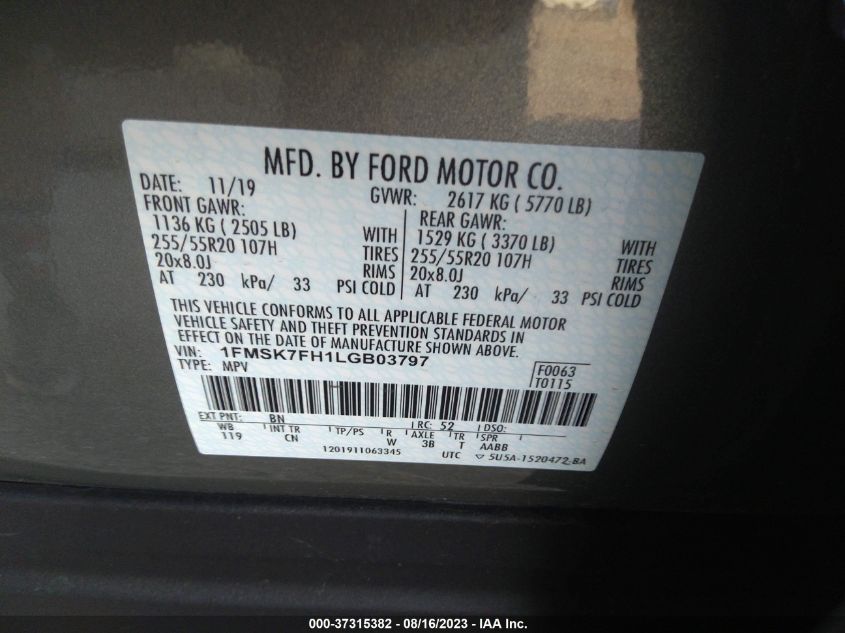 MFD. BY FORD MOTOR CO.
DATE: 11/19 GVWR: 2617 KG ( 5770 LB)
FRONT GAWR: REAR GAWR:
1136 KG ( 2505 LB) WITH 1529 KG ( 3370 LB) WITH
255/55R20 107H TIRES 255/55R20 107H TIRES
20x8.0J RIMS 20x8.0J RIMS
AT 230 kPa/ 33 PSI COLD AT 230 kPa/ 33 PSI COLD
THIS VEHICLE CONFORMS TO ALL APPLICABLE FEDERAL MOTOR
VEHICLE SAFETY AND THEFT PREVENTION STANDARDS IN
EFFECT ON THE DATE OF MANUFACTURE SHOWN ABOVE.
VIN: 1FMSK7FH1LGB03797 F0063
TYPE: MPV T0115
EXT PNT: BN RC: 52 DSO:
WB INT TR TP/PS R AXLE TR SPR
119 CN W 3B T AABB
1201911063345 UTC ▽ 5U5A-1520472-BA
000-37315382 - 08/16/2023 - IAA Inc.